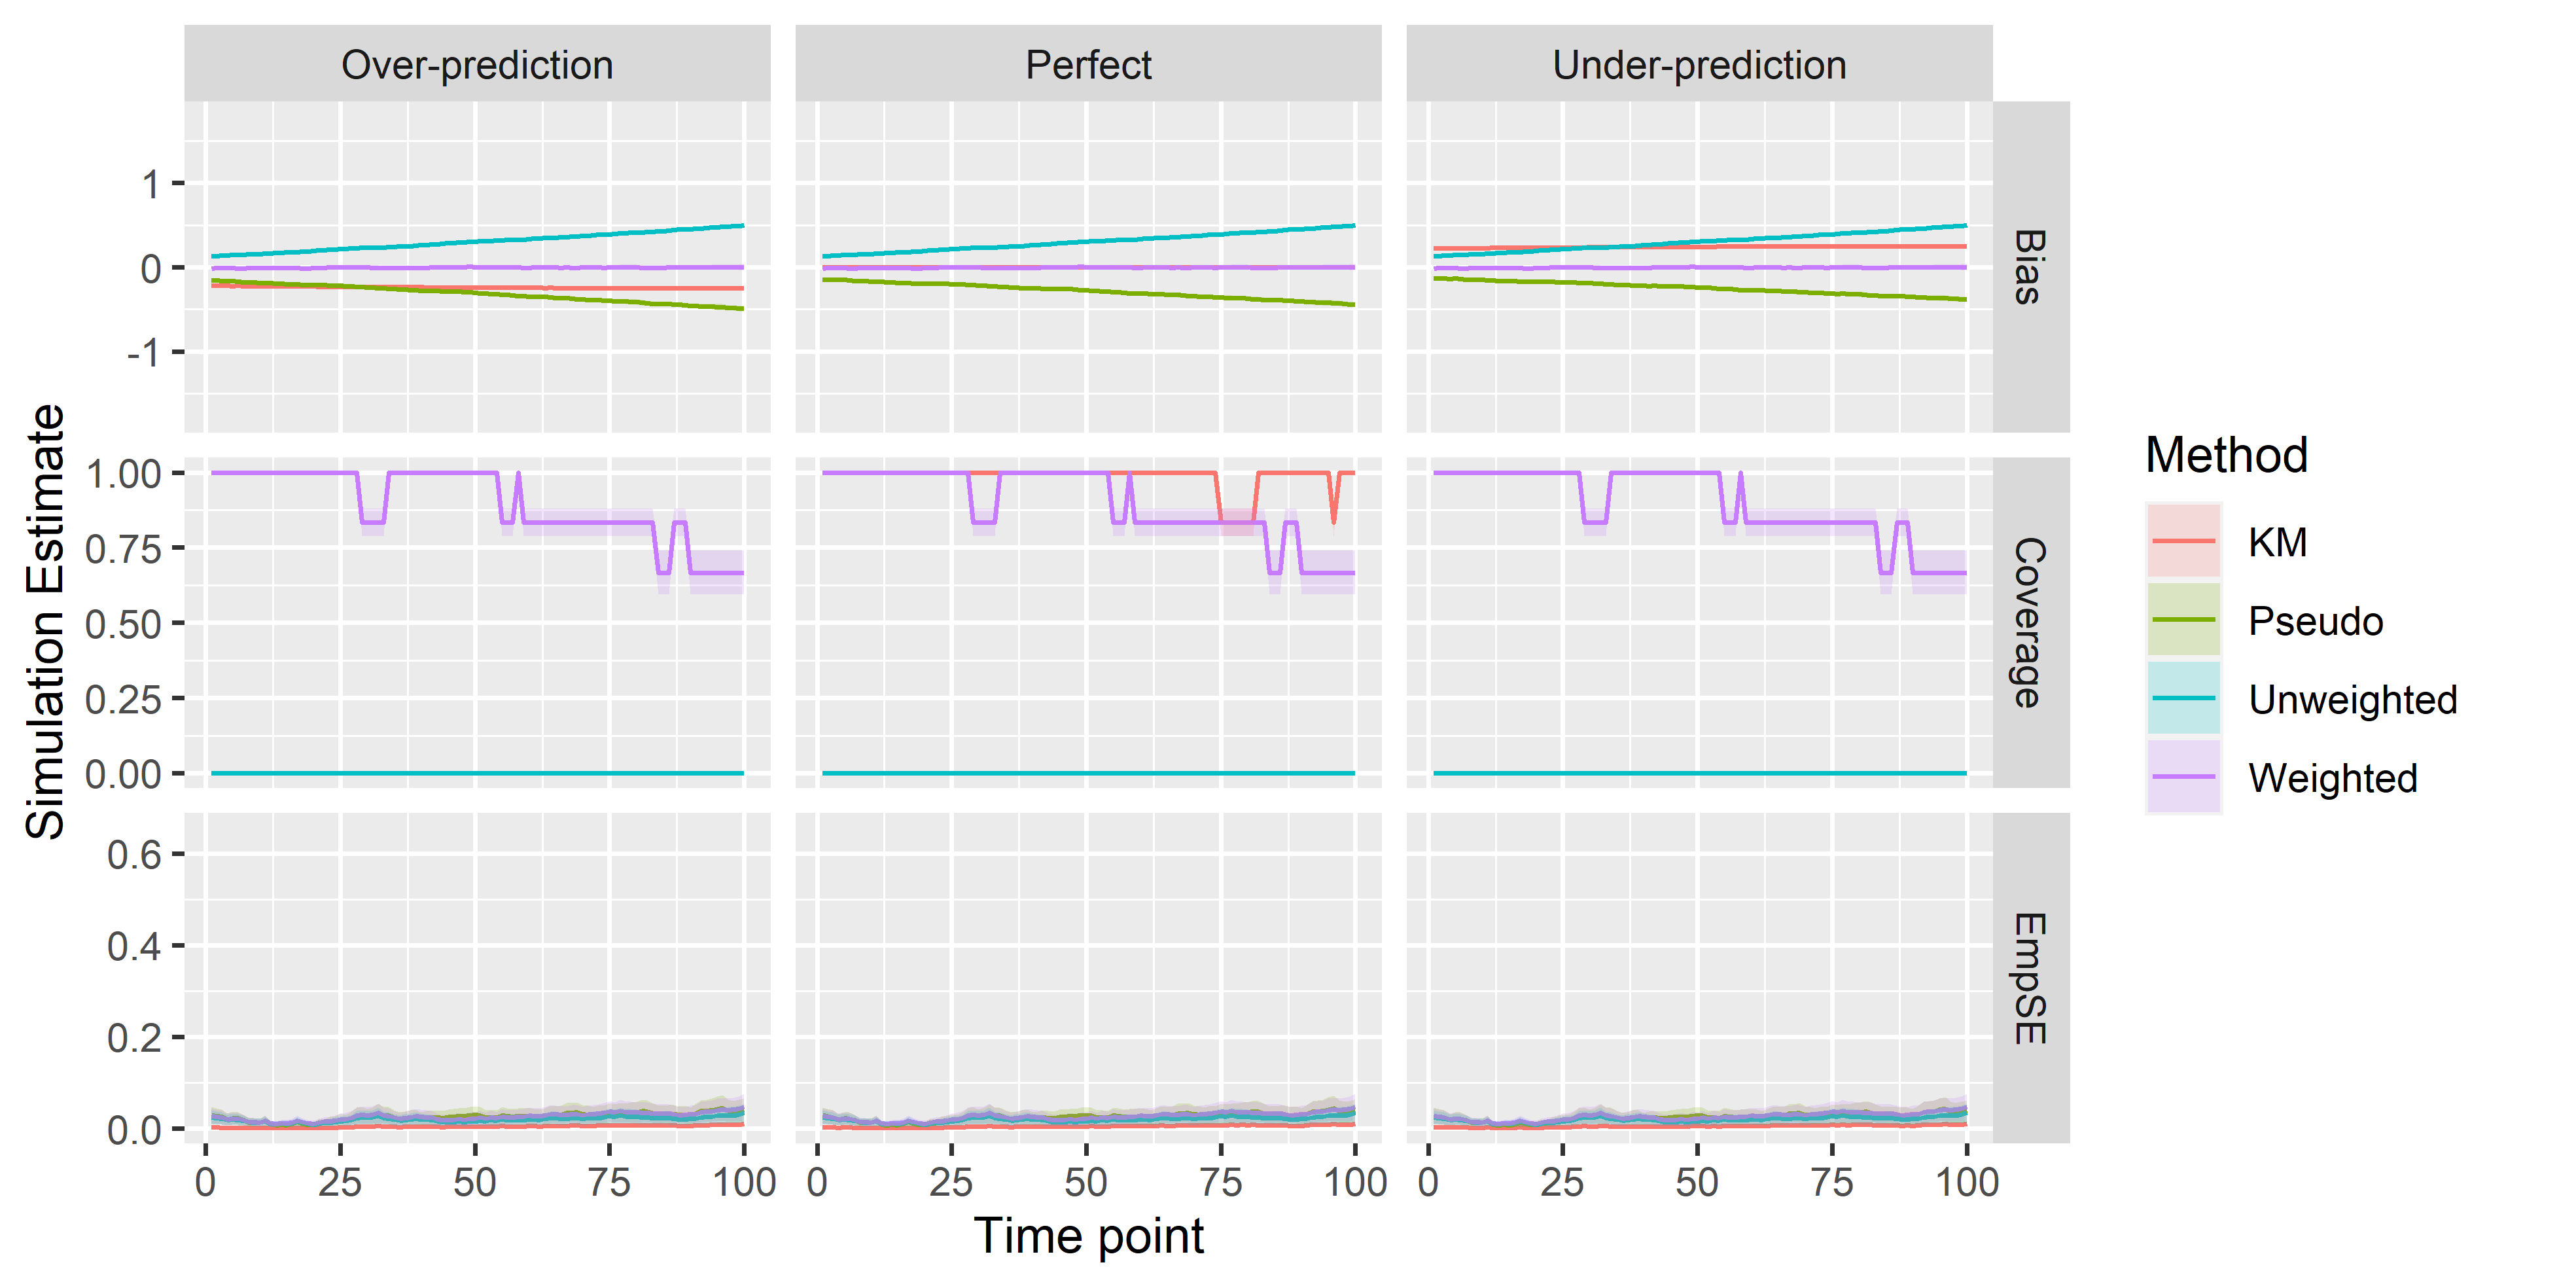 Over-prediction
Perfect
Under-prediction
Simulation Estimate
1
0
-1
Bias
1.00
0.75
0.50
0.25
0.00
Coverage
0.6
0.4
0.2
0.0
EmpSE
0 25 50 75 100
0 25 50 75 100
0 25 50 75 100
Time point
Method
KM
Pseudo
Unweighted
Weighted